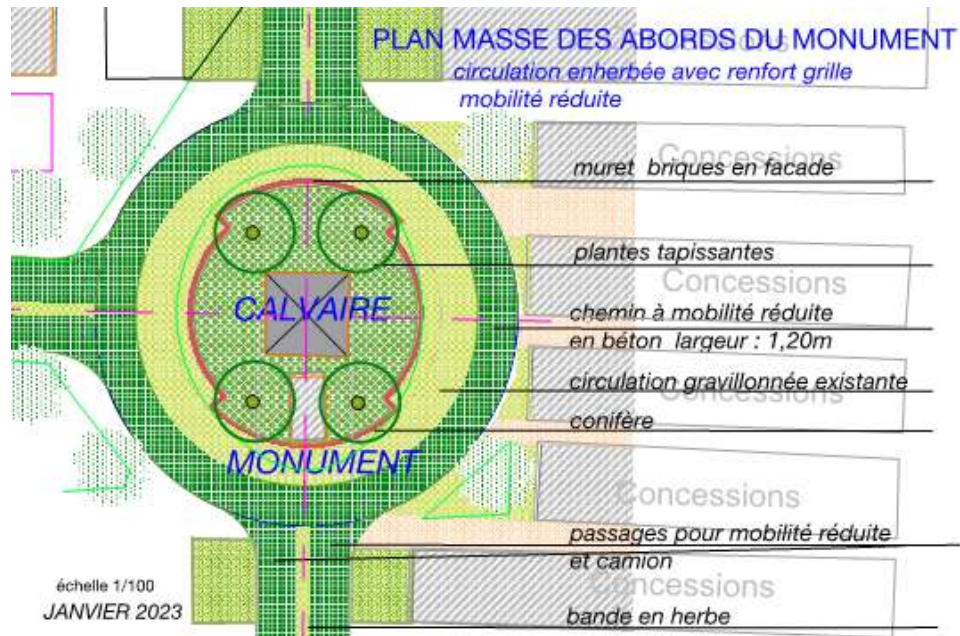 PLAN MASSE DES ABORDS DU MONUMENT
Concessions
circulation enherbée avec renfort grille
mobilité réduite
Concessions
muret briques en facade
plantes tapissantes
Concessions
CALVAIRE
chemin à mobilité réduite
en béton largeur : 1,20m
circulation gravillonnée existante
Concessions
conifère
MONUMENT
Concessions
passages pour mobilité réduite
et camion
Concessions
échelle 1/100
JANVIER 2023
bande en herbe